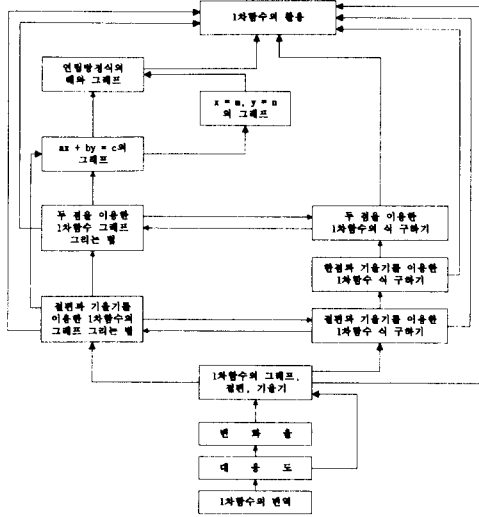 1차함수의 활용
연립방정식의
해와 그래프
x = m, y = n
의 그래프
ax + by = c의
그래프
두 점을 이용한
1차함수 그래프
그리는 법
두 점을 이용한
1차함수의 식 구하기
한점과 기울기를 이용한
1차함수 식 구하기
절편과 기울기를
이용한 1차함수의
그래프 그리는 법
절편과 기울기를 이용한
1차함수 식 구하기
1차함수의 그래프,
절편, 기울기
변 화 율
대 응 도
1차함수의 번역